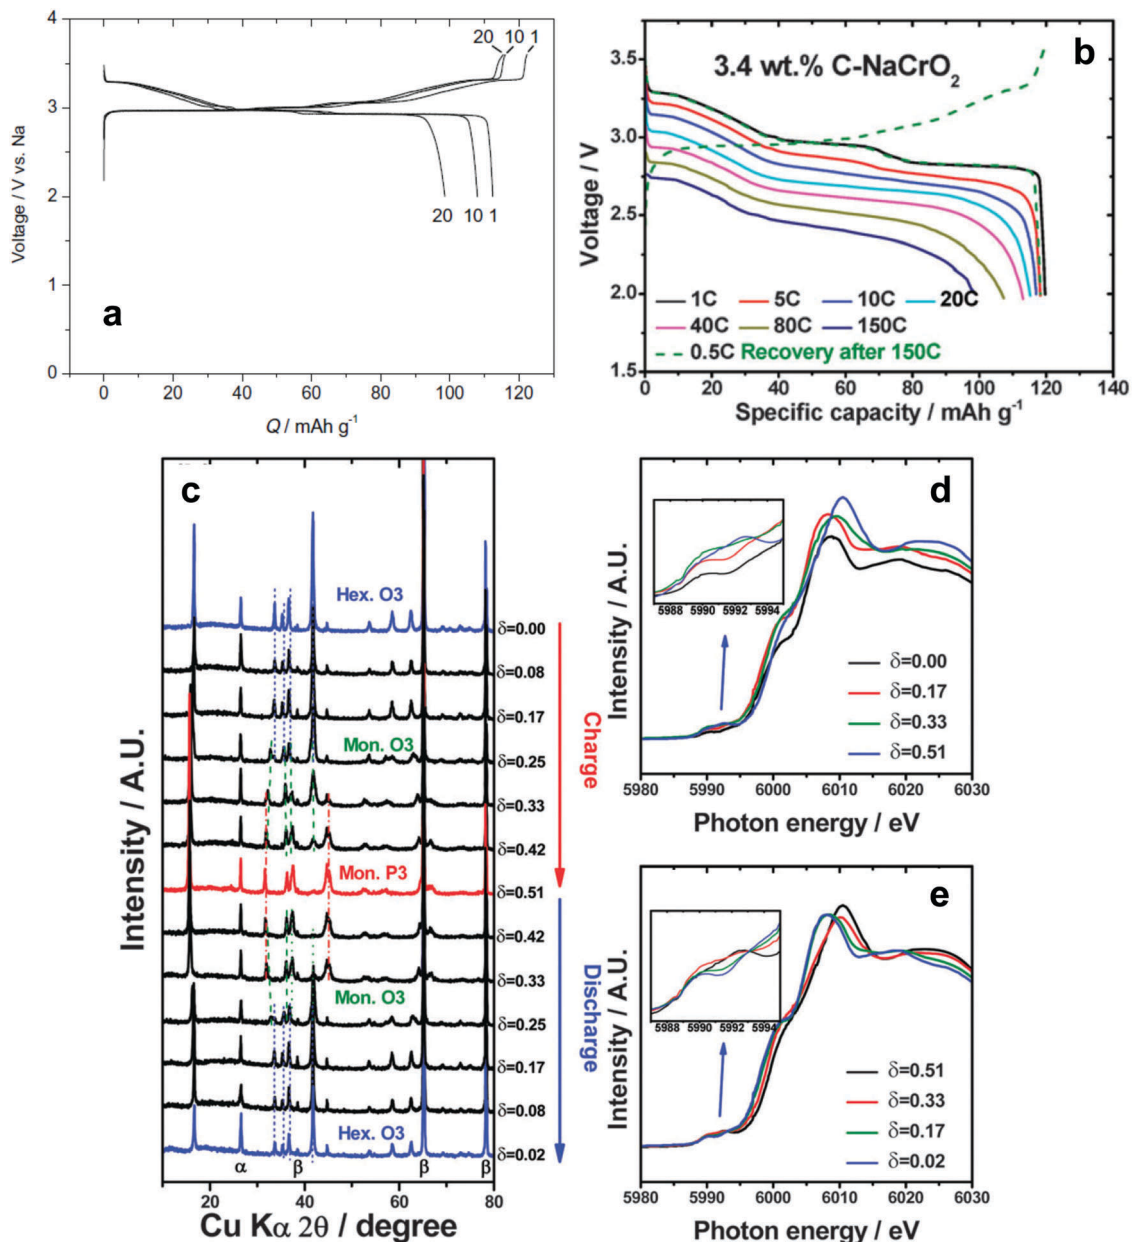 4
3
2
1
0
Voltage / V vs. Na
20 10 1
20 10 1
a
0 20 40 60 80 100 120
Q / mAh g-1
3.5
3.0
2.5
2.0
1.5
Voltage / V
3.4 wt.% C-NaCrO2
b
1C 5C 10C 20C
40C 80C 150C
0.5C Recovery after 150C
0 20 40 60 80 100 120 140
Specific capacity / mAh g-1
c
Intensity / A.U.
Hex. O3
δ=0.00
δ=0.08
δ=0.17
Mon. O3
δ=0.25
δ=0.33
δ=0.42
Mon. P3
δ=0.51
δ=0.42
δ=0.33
Mon. O3
δ=0.25
δ=0.17
δ=0.08
Hex. O3
δ=0.02
α β β β
20 40 60 80
Cu Kα 2θ / degree
Charge
Discharge
d
Intensity / A.U.
5988 5990 5992 5994
δ=0.00
δ=0.17
δ=0.33
δ=0.51
5980 5990 6000 6010 6020 6030
Photon energy / eV
e
Intensity / A.U.
5988 5990 5992 5994
δ=0.51
δ=0.33
δ=0.17
δ=0.02
5980 5990 6000 6010 6020 6030
Photon energy / eV